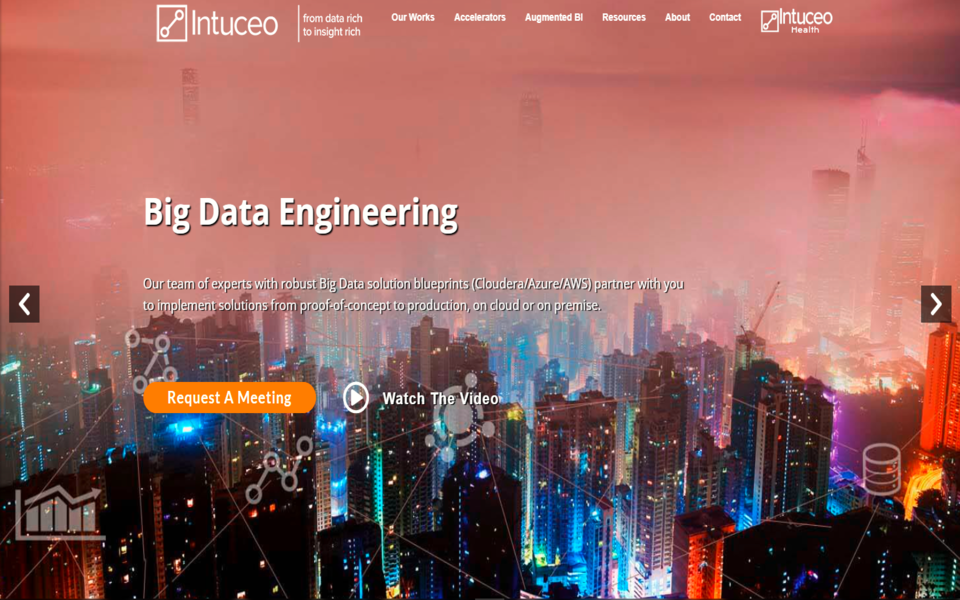 Intuceo
from data rich
to insight rich
Our Works
Accelerators
Augmented BI
Resources
About
Contact
Intuceo
Health
Big Data Engineering
Our team of experts with robust Big Data solution blueprints (Cloudera/Azure/AWS) partner with you
to implement solutions from proof-of-concept to production, on cloud or on premise.
Request A Meeting
Watch The Video